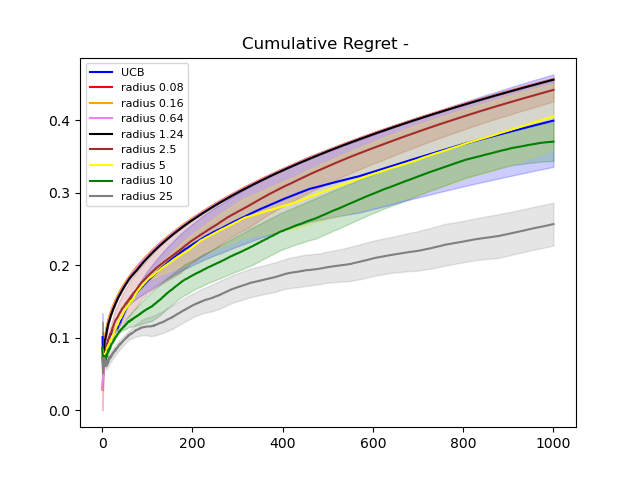 Cumulative Regret -
UCB
radius 0.08
radius 0.16
radius 0.64
radius 1.24
radius 2.5
radius 5
radius 10
radius 25
0.4
0.3
0.2
0.1
0.0
0 200 400 600 800 1000